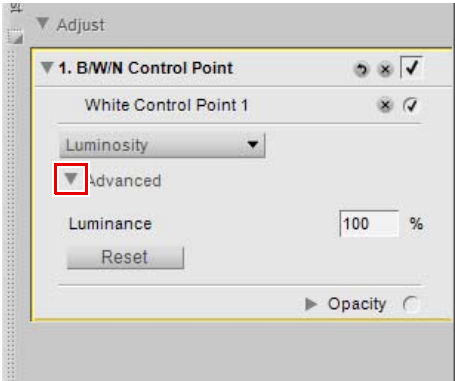 Adjust
1. B/W/N Control Point
White Control Point 1
Luminosity
Advanced
Luminance 100 %
Reset
Opacity